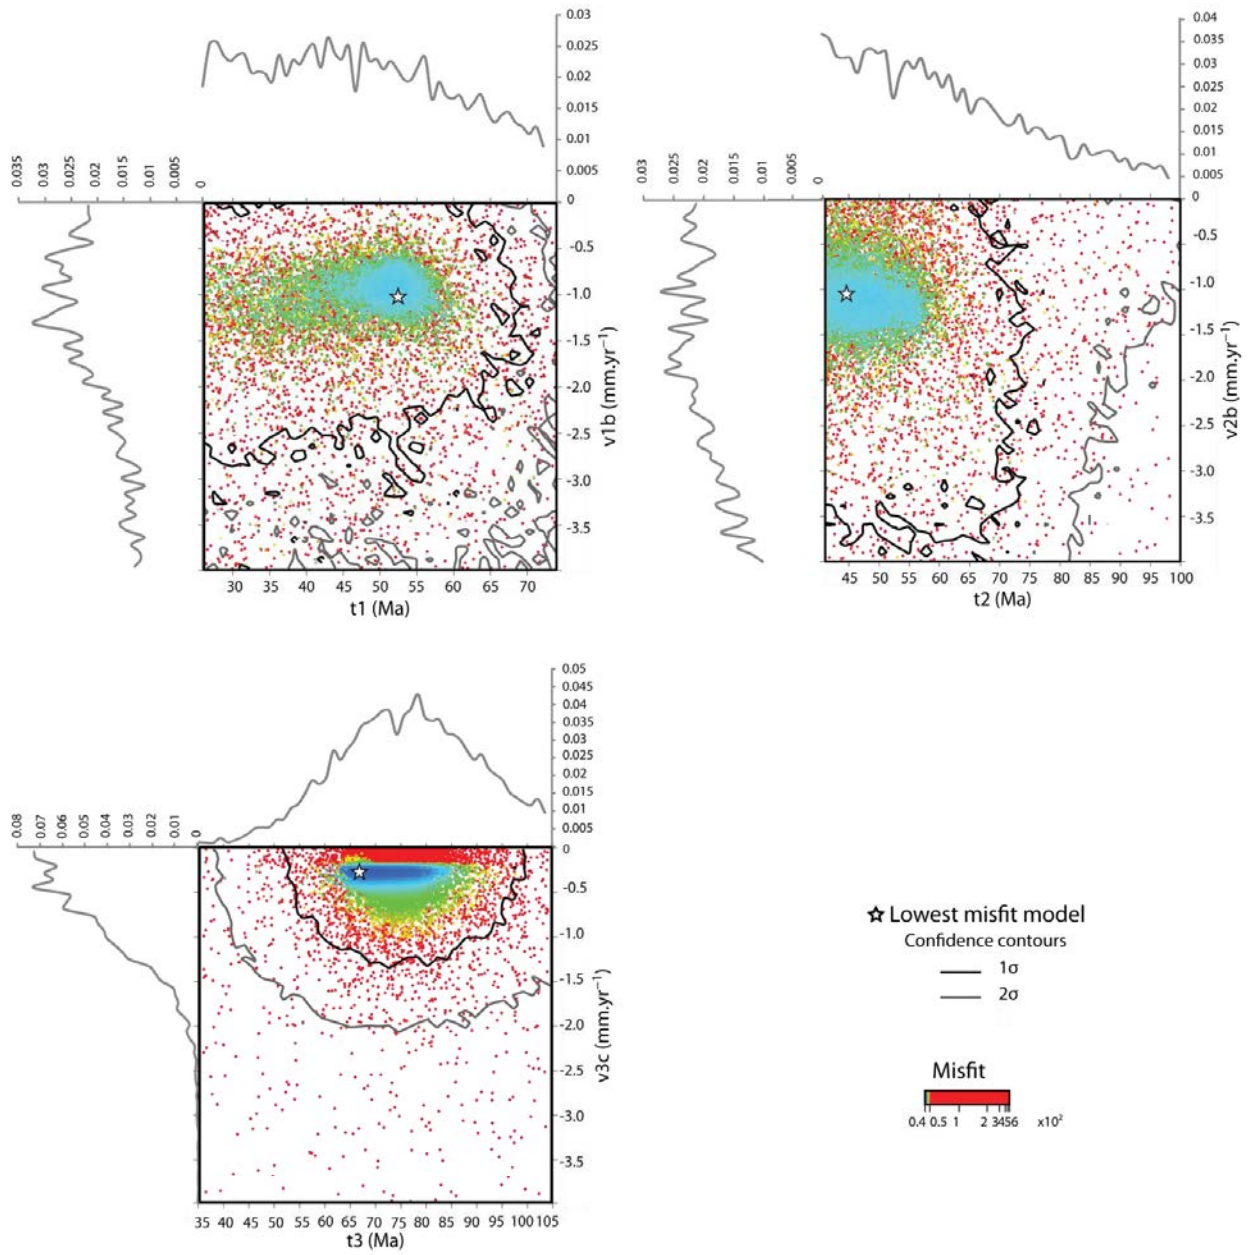 0.03
0.025
0.02
0.015
0.01
0.005
0
0.035 0.03 0.025 0.02 0.015 0.01 0.005 0
-0.5
-1.0
-1.5
-2.0
-2.5
-3.0
-3.5
v1b (mm.yr⁻¹)
30 35 40 45 50 55 60 65 70
t1 (Ma)
0.04
0.035
0.03
0.025
0.02
0.015
0.01
0.005
0
0.03 0.025 0.02 0.015 0.01 0.005 0
-0.5
-1.0
-1.5
-2.0
-2.5
-3.0
-3.5
v2b (mm.yr⁻¹)
45 50 55 60 65 70 75 80 85 90 95 100
t2 (Ma)
0.05
0.045
0.04
0.035
0.03
0.025
0.02
0.015
0.01
0.005
0.08 0.07 0.06 0.05 0.04 0.03 0.02 0.01 0
0
-0.5
-1.0
-1.5
-2.0
-2.5
-3.0
-3.5
v3c (mm.yr⁻¹)
35 40 45 50 55 60 65 70 75 80 85 90 95 100 105
t3 (Ma)
Lowest misfit model
Confidence contours
1σ
2σ
Misfit
0.4 0.5 1 2 3456 x10²